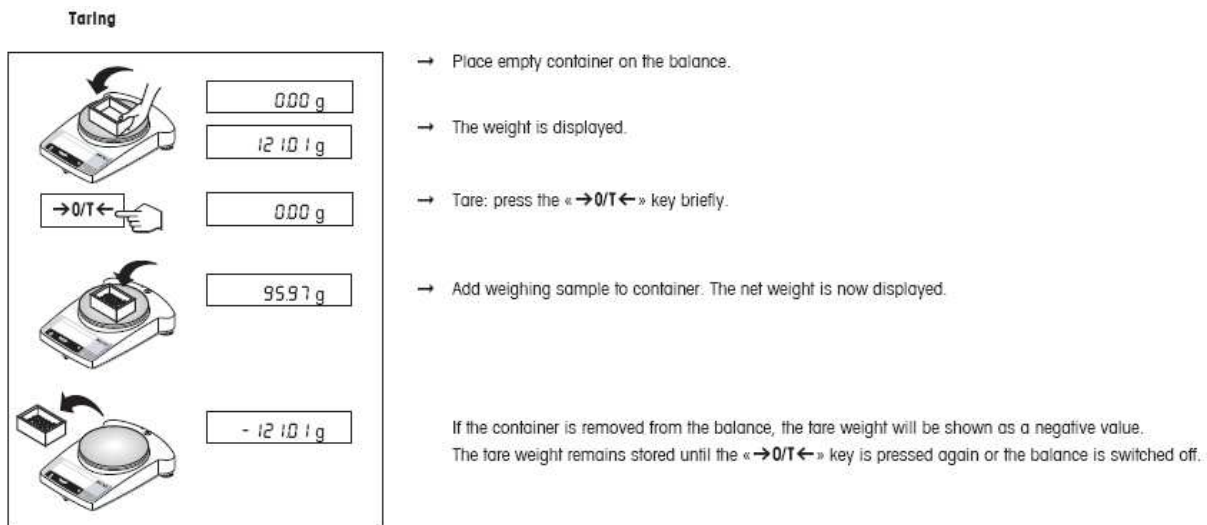 Taring
→ Place empty container on the balance.
0.00 g
→ The weight is displayed.
121.01 g
→0/T←
0.00 g
→ Tare: press the «→0/T←» key briefly.
95.97 g
→ Add weighing sample to container. The net weight is now displayed.
- 121.01 g
If the container is removed from the balance, the tare weight will be shown as a negative value.
The tare weight remains stored until the «→0/T←» key is pressed again or the balance is switched off.